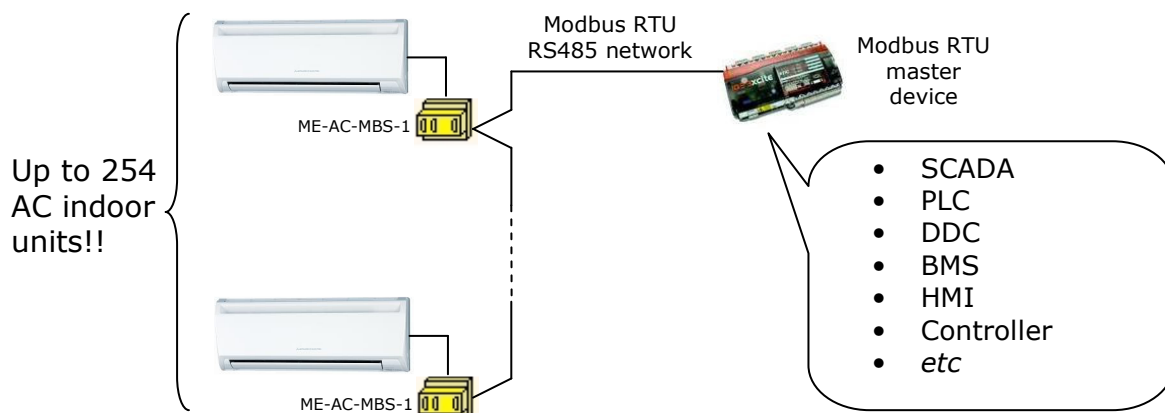 Modbus RTU
RS485 network
Modbus RTU
master
device
ME-AC-MBS-1
Up to 254
AC indoor
units!!
• SCADA
• PLC
• DDC
• BMS
• HMI
• Controller
• etc
ME-AC-MBS-1